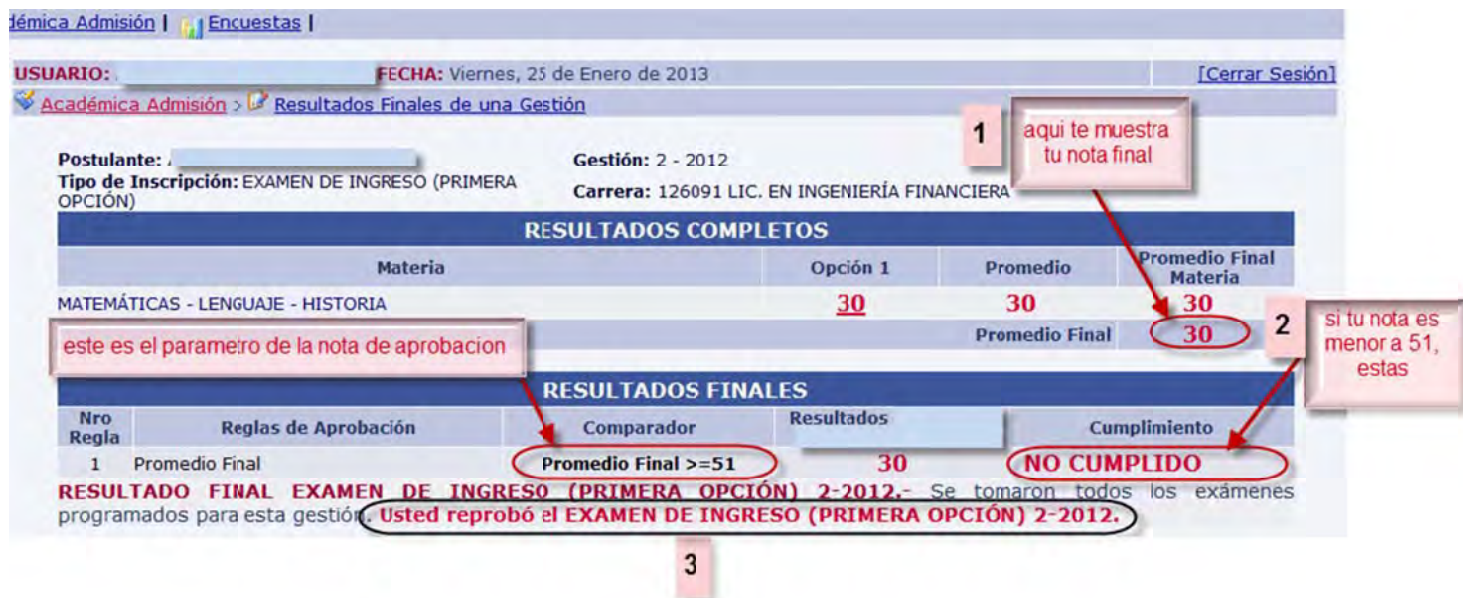 démica Admisión | Encuestas |
USUARIO: FECHA: Viernes, 25 de Enero de 2013 [Cerrar Sesión]
Académica Admisión > Resultados Finales de una Gestión
1
aqui te muestra
tu nota final
Postulante:
Gestión: 2 - 2012
Tipo de Inscripción: EXAMEN DE INGRESO (PRIMERA
OPCIÓN)
Carrera: 126091 LIC. EN INGENIERÍA FINANCIERA
RESULTADOS COMPLETOS
Materia Opción 1 Promedio Promedio Final
Materia
MATEMÁTICAS - LENGUAJE - HISTORIA 30 30 30
Promedio Final 30
2
si tu nota es
menor a 51,
estas
este es el parametro de la nota de aprobacion
RESULTADOS FINALES
Nro
Regla
Reglas de Aprobación Comparador Resultados Cumplimiento
1 Promedio Final Promedio Final >=51 30 NO CUMPLIDO
RESULTADO FINAL EXAMEN DE INGRESO (PRIMERA OPCIÓN) 2-2012.- Se tomaron todos los exámenes
programados para esta gestión. Usted reprobó el EXAMEN DE INGRESO (PRIMERA OPCIÓN) 2-2012.
3